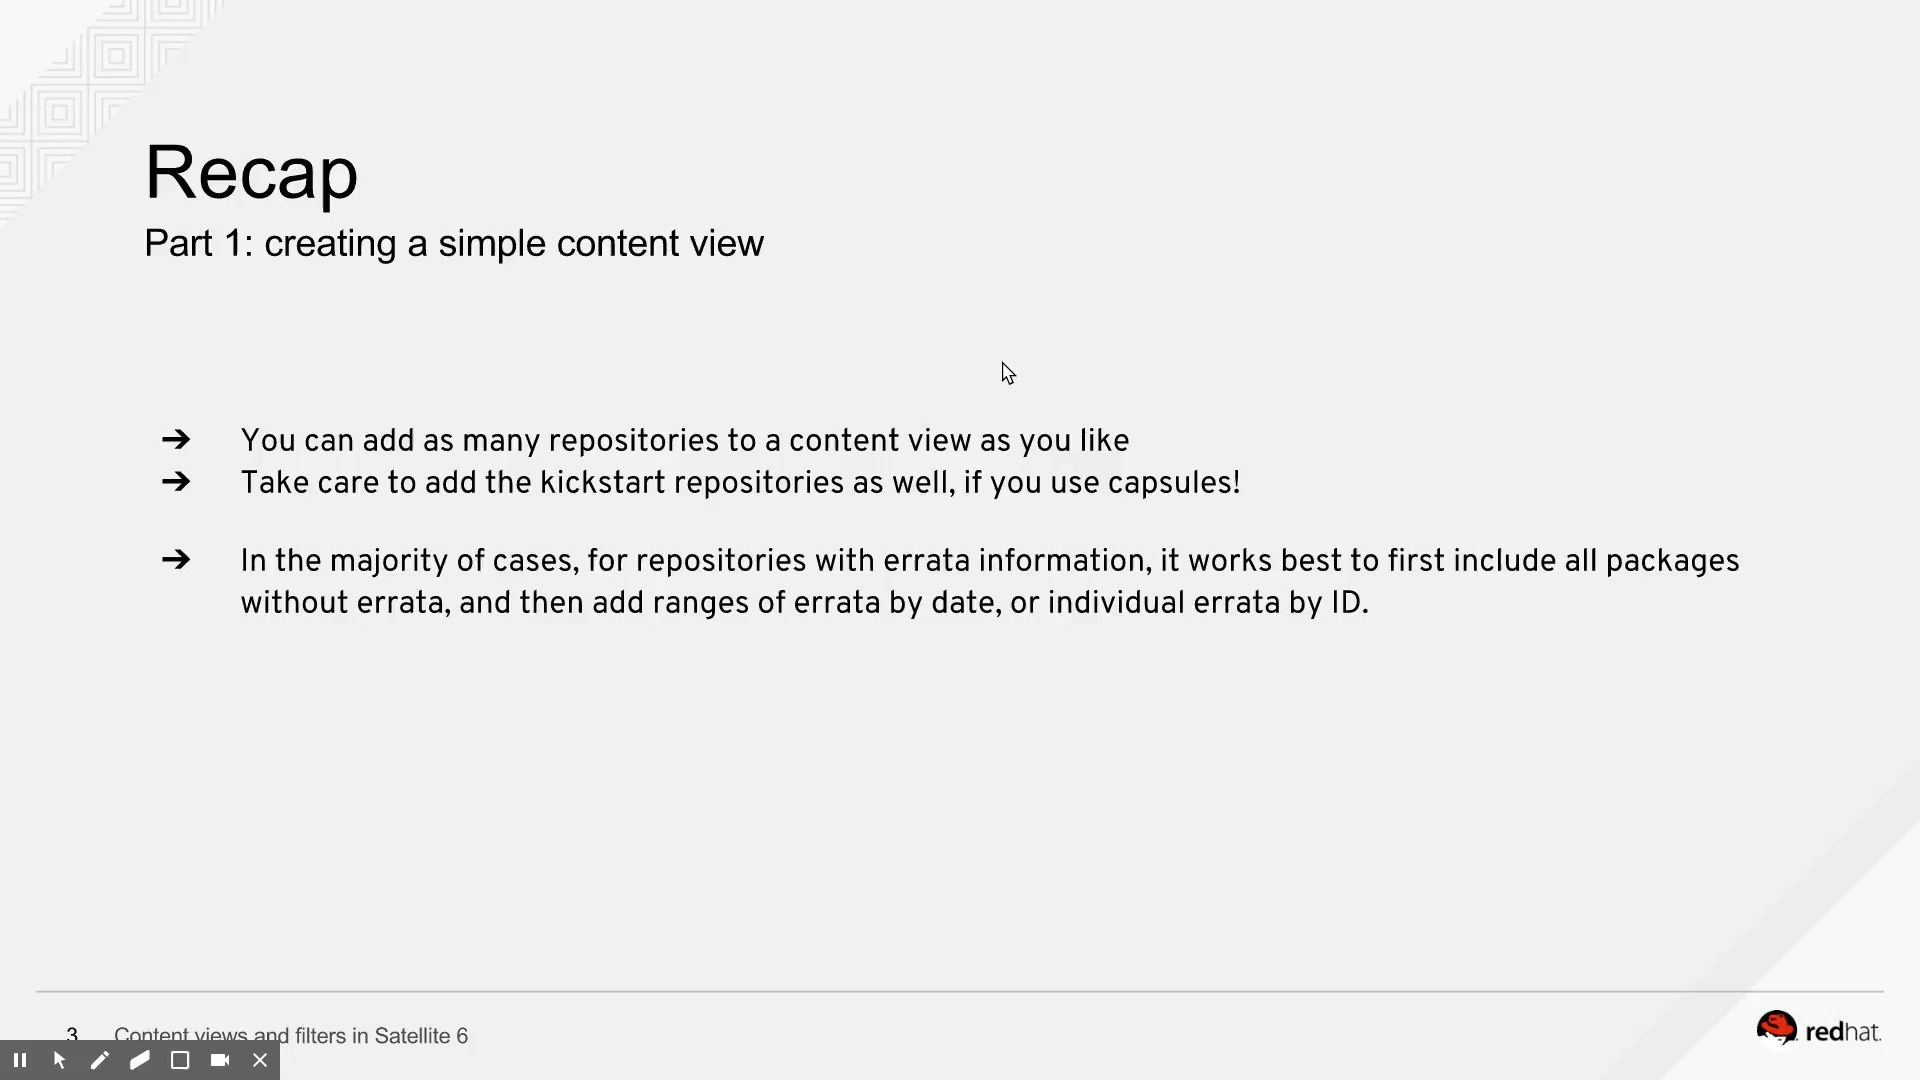 Recap
Part 1: creating a simple content view
➔ You can add as many repositories to a content view as you like
➔ Take care to add the kickstart repositories as well, if you use capsules!
➔ In the majority of cases, for repositories with errata information, it works best to first include all packages
without errata, and then add ranges of errata by date, or individual errata by ID.
3 Content views and filters in Satellite 6
redhat.